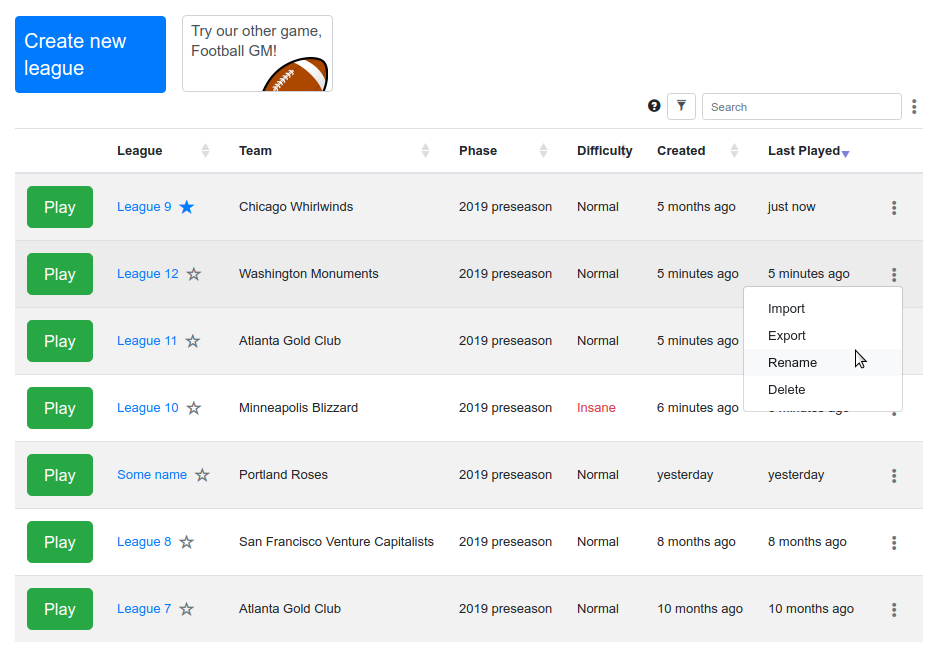 Create new
league
Try our other game,
Football GM!
Search
League Team Phase Difficulty Created Last Played
Play League 9 Chicago Whirlwinds 2019 preseason Normal 5 months ago just now
Play League 12 Washington Monuments 2019 preseason Normal 5 minutes ago 5 minutes ago
Import
Play League 11 Atlanta Gold Club 2019 preseason Normal 5 minutes ago
Export
Rename
Delete
Play League 10 Minneapolis Blizzard 2019 preseason Insane 6 minutes ago
Play Some name Portland Roses 2019 preseason Normal yesterday yesterday
Play League 8 San Francisco Venture Capitalists 2019 preseason Normal 8 months ago 8 months ago
Play League 7 Atlanta Gold Club 2019 preseason Normal 10 months ago 10 months ago